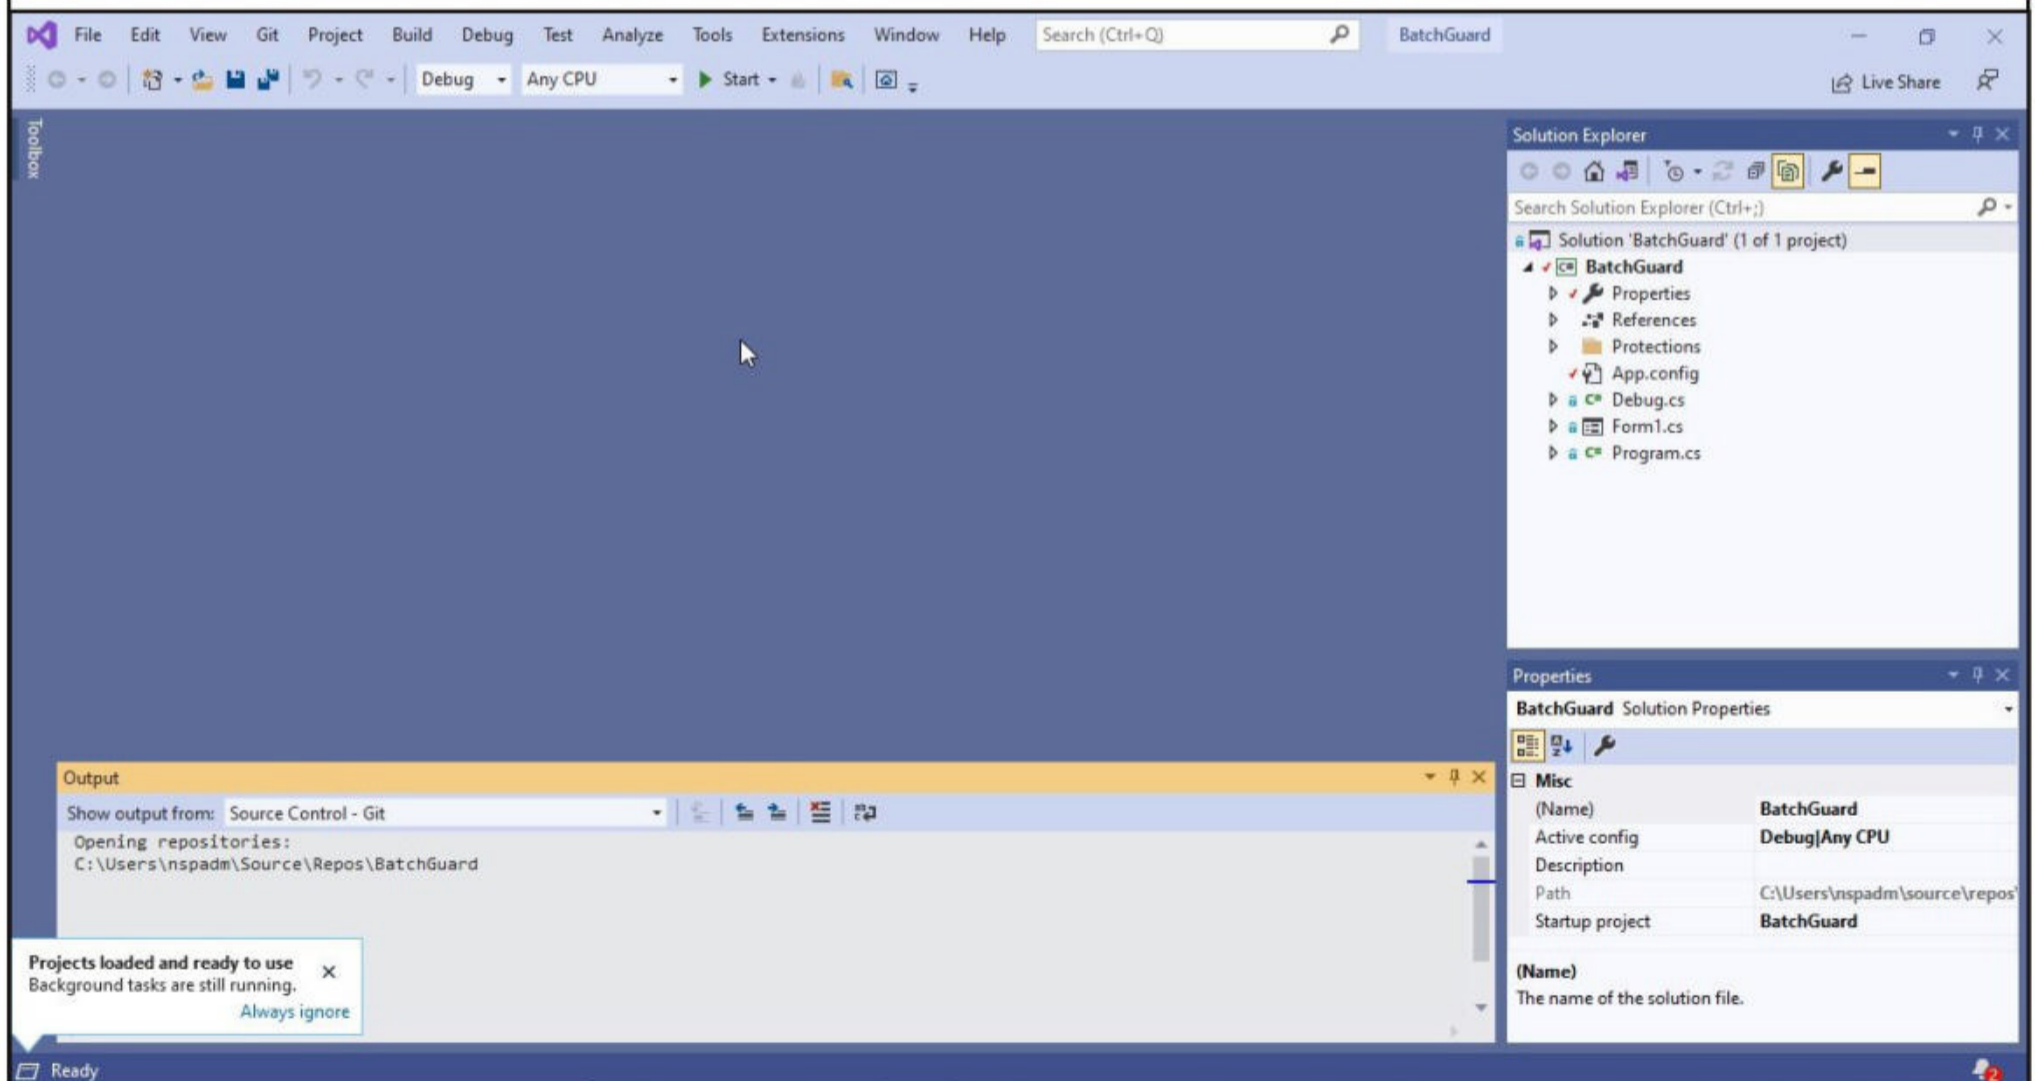 File Edit View Git Project Build Debug Test Analyze Tools Extensions Window Help Search (Ctrl+Q) BatchGuard
Debug Any CPU Start Live Share
Toolbox
Solution Explorer
Search Solution Explorer (Ctrl+;)
Solution 'BatchGuard' (1 of 1 project)
BatchGuard
Properties
References
Protections
App.config
Debug.cs
Form1.cs
Program.cs
Properties
BatchGuard Solution Properties
Misc
(Name) BatchGuard
Active config Debug|Any CPU
Description
Path C:\Users\nspadm\source\repos'
Startup project BatchGuard
(Name)
The name of the solution file.
Output
Show output from: Source Control - Git
Opening repositories:
C:\Users\nspadm\Source\Repos\BatchGuard
Projects loaded and ready to use
Background tasks are still running.
Always ignore
Ready
2